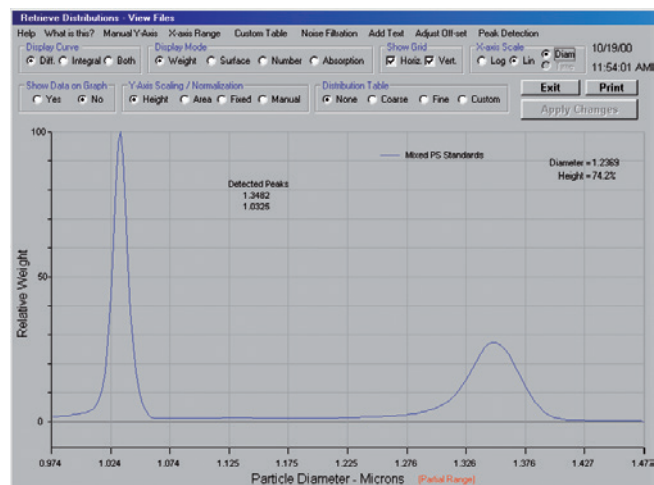 Retrieve Distributions - View Files
Help What is this? Manual Y-Axis X-axis Range Custom Table Noise Filtration Add Text Adjust Off-set Peak Detection
Display Curve Display Mode Show Grid X-axis Scale
Diff. Integral Both Weight Surface Number Absorption Horiz. Vert. Log Lin Diam
10/19/00
11:54:01 AM
Show Data on Graph Y-Axis Scaling / Normalization Distribution Table
Yes No Height Area Fixed Manual None Coarse Fine Custom
Exit Print
Apply Changes
100
Mixed PS Standards
Diameter = 1.2369
Height = 74.2%
Detected Peaks
1.3482
1.0325
50
Relative Weight
0
0.974 1.024 1.074 1.125 1.175 1.225 1.276 1.326 1.376 1.427 1.477
Particle Diameter - Microns (Partial Range)